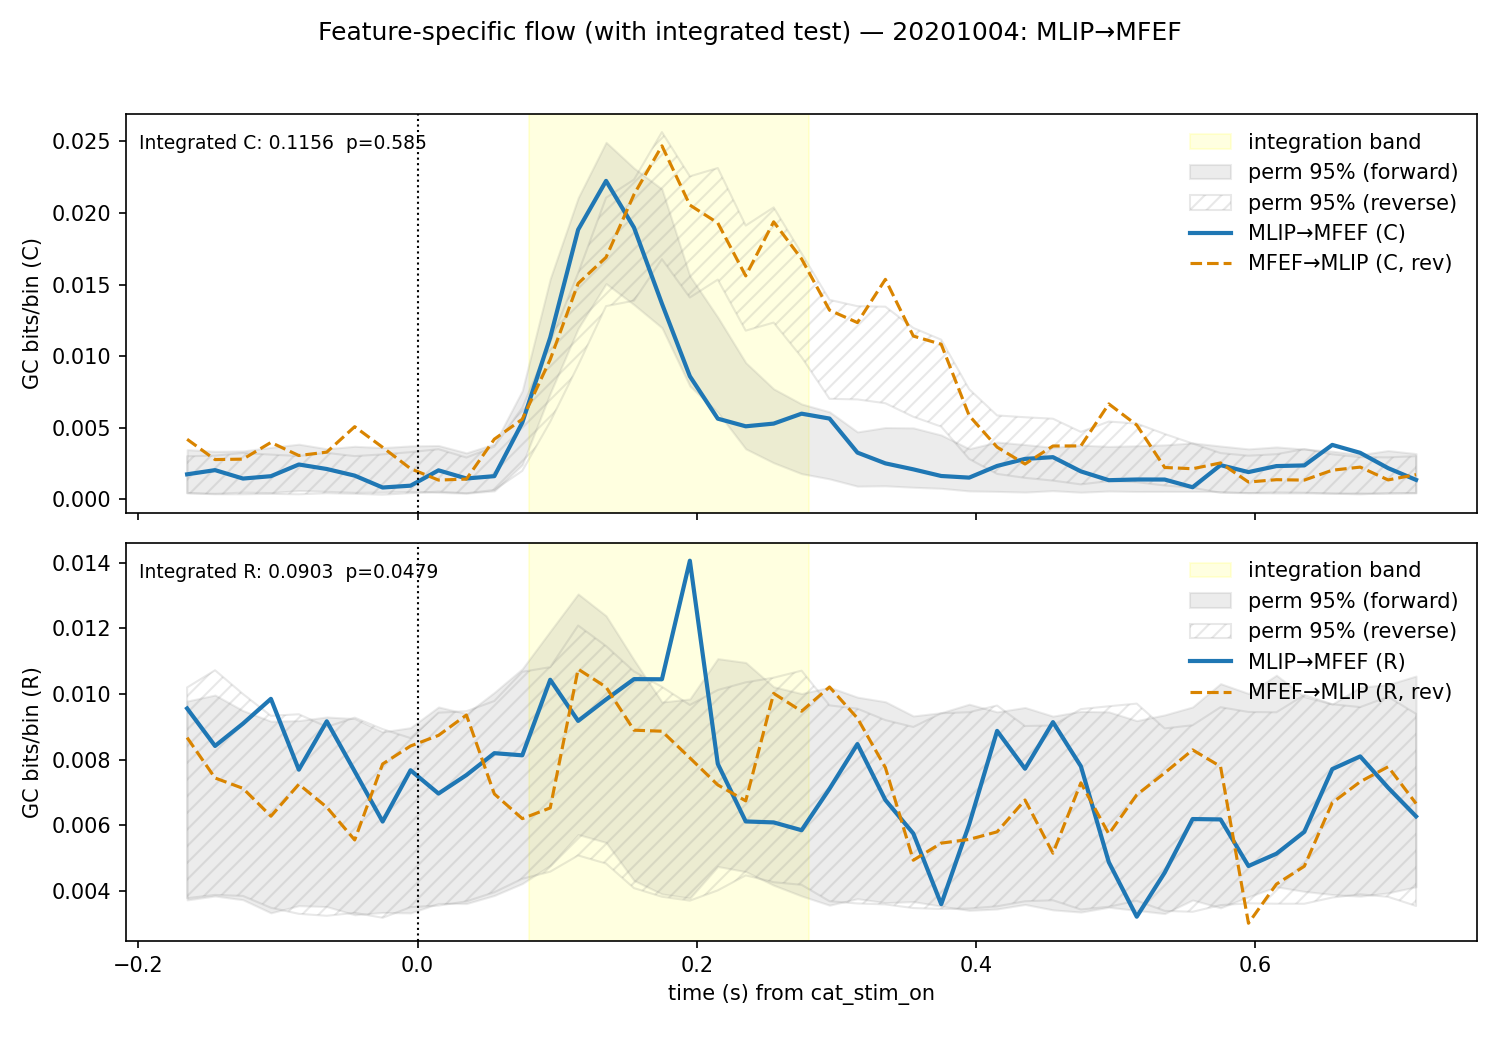 Feature-specific flow (with integrated test) — 20201004: MLIP→MFEF
Integrated C: 0.1156  p=0.585
integration band
perm 95% (forward)
perm 95% (reverse)
MLIP→MFEF (C)
MFEF→MLIP (C, rev)
GC bits/bin (C)
0.025
0.020
0.015
0.010
0.005
0.000
Integrated R: 0.0903  p=0.0479
integration band
perm 95% (forward)
perm 95% (reverse)
MLIP→MFEF (R)
MFEF→MLIP (R, rev)
GC bits/bin (R)
0.014
0.012
0.010
0.008
0.006
0.004
−0.2 0.0 0.2 0.4 0.6
time (s) from cat_stim_on